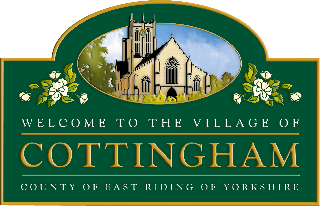 WELCOME TO THE VILLAGE OF
COTTINGHAM
COUNTY OF EAST RIDING OF YORKSHIRE